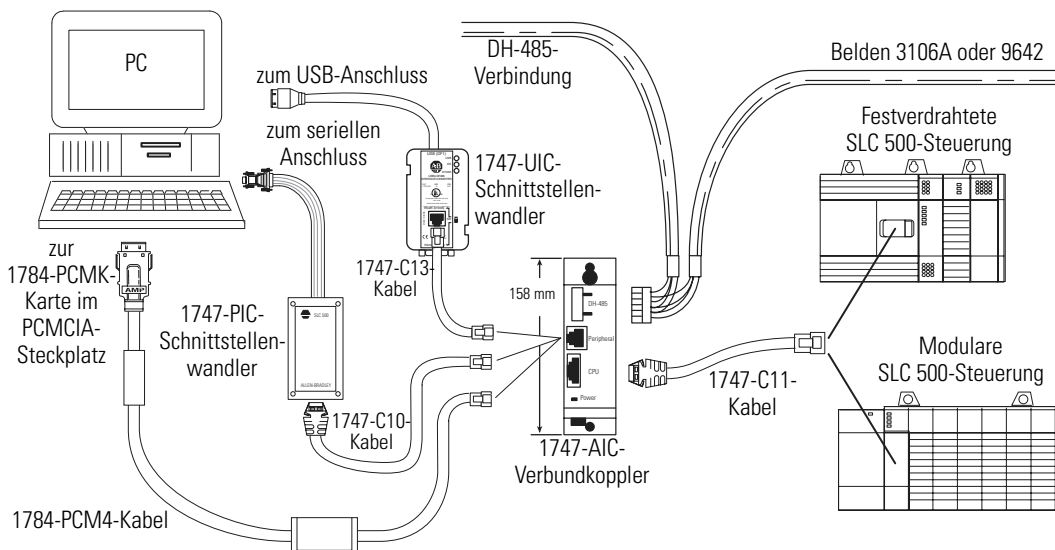 PC
zum USB-Anschluss
zum seriellen
Anschluss
DH-485-
Verbindung
Belden 3106A oder 9642
Festverdrahtete
SLC 500-Steuerung
1747-UIC-
Schnittstellen-
wandler
zur
1784-PCMK-
Karte im
PCMCIA-
Steckplatz
AMP
1747-PIC-
Schnittstellen-
wandler
SLC 500
ALLEN-BRADLEY
1747-C13-
Kabel
158 mm
DH-485
Peripheral
CPU
Power
1747-C10-
Kabel
1747-AIC-
Verbundkoppler
1747-C11-
Kabel
Modulare
SLC 500-Steuerung
1784-PCM4-Kabel